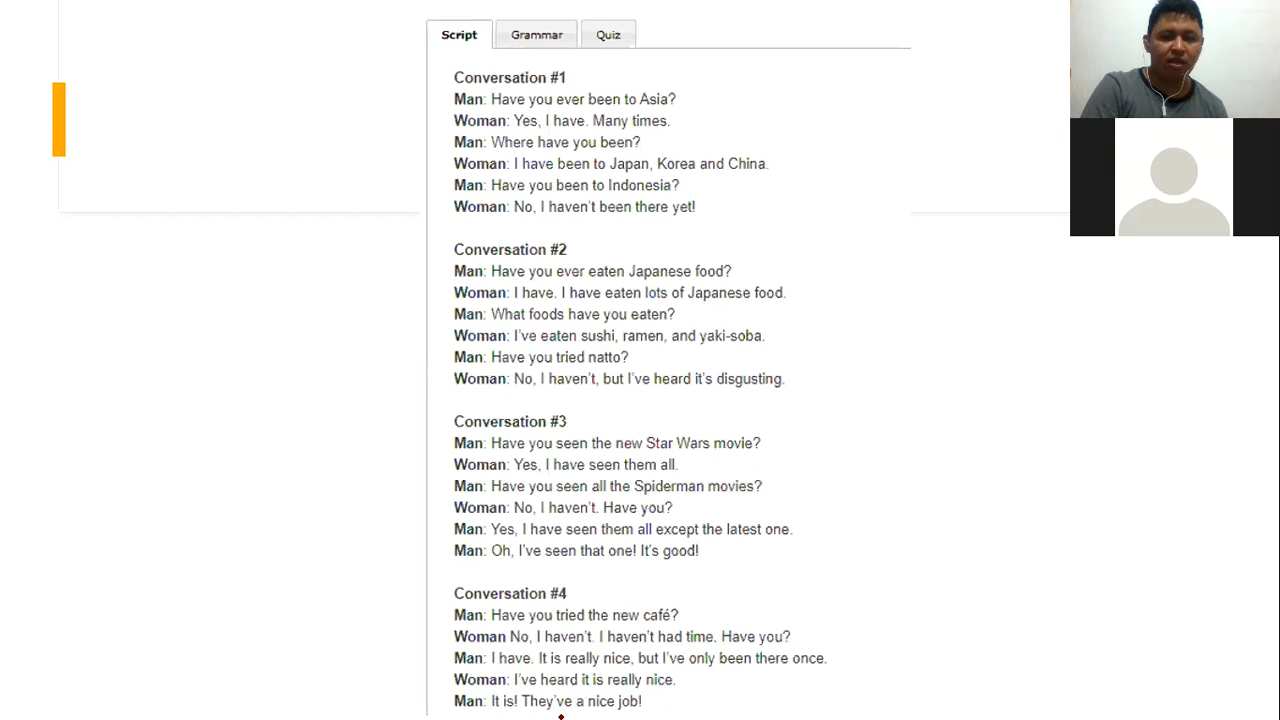 Script Grammar Quiz
Conversation #1
Man: Have you ever been to Asia?
Woman: Yes, I have. Many times.
Man: Where have you been?
Woman: I have been to Japan, Korea and China.
Man: Have you been to Indonesia?
Woman: No, I haven't been there yet!
Conversation #2
Man: Have you ever eaten Japanese food?
Woman: I have. I have eaten lots of Japanese food.
Man: What foods have you eaten?
Woman: I've eaten sushi, ramen, and yaki-soba.
Man: Have you tried natto?
Woman: No, I haven't, but I've heard it's disgusting.
Conversation #3
Man: Have you seen the new Star Wars movie?
Woman: Yes, I have seen them all.
Man: Have you seen all the Spiderman movies?
Woman: No, I haven't. Have you?
Man: Yes, I have seen them all except the latest one.
Man: Oh, I've seen that one! It's good!
Conversation #4
Man: Have you tried the new café?
Woman No, I haven't. I haven't had time. Have you?
Man: I have. It is really nice, but I've only been there once.
Woman: I've heard it is really nice.
Man: It is! They've a nice job!